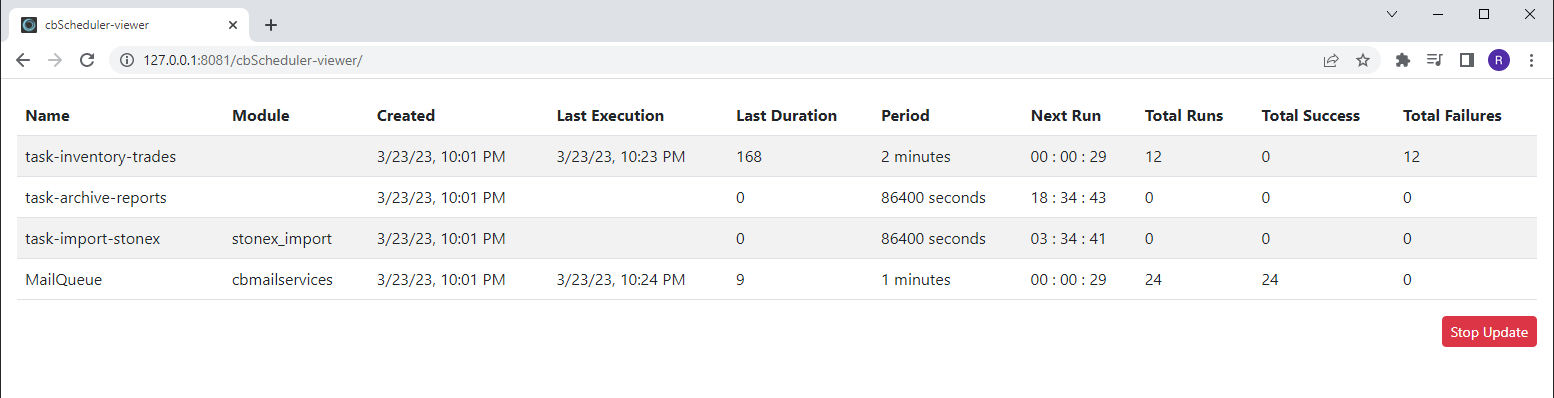 cbScheduler-viewer
127.0.0.1:8081/cbScheduler-viewer/
R
Name Module Created Last Execution Last Duration Period Next Run Total Runs Total Success Total Failures
task-inventory-trades 3/23/23, 10:01 PM 3/23/23, 10:23 PM 168 2 minutes 00 : 00 : 29 12 0 12
task-archive-reports 3/23/23, 10:01 PM 0 86400 seconds 18 : 34 : 43 0 0 0
task-import-stonex stonex_import 3/23/23, 10:01 PM 0 86400 seconds 03 : 34 : 41 0 0 0
MailQueue cbmailservices 3/23/23, 10:01 PM 3/23/23, 10:24 PM 9 1 minutes 00 : 00 : 29 24 24 0
Stop Update